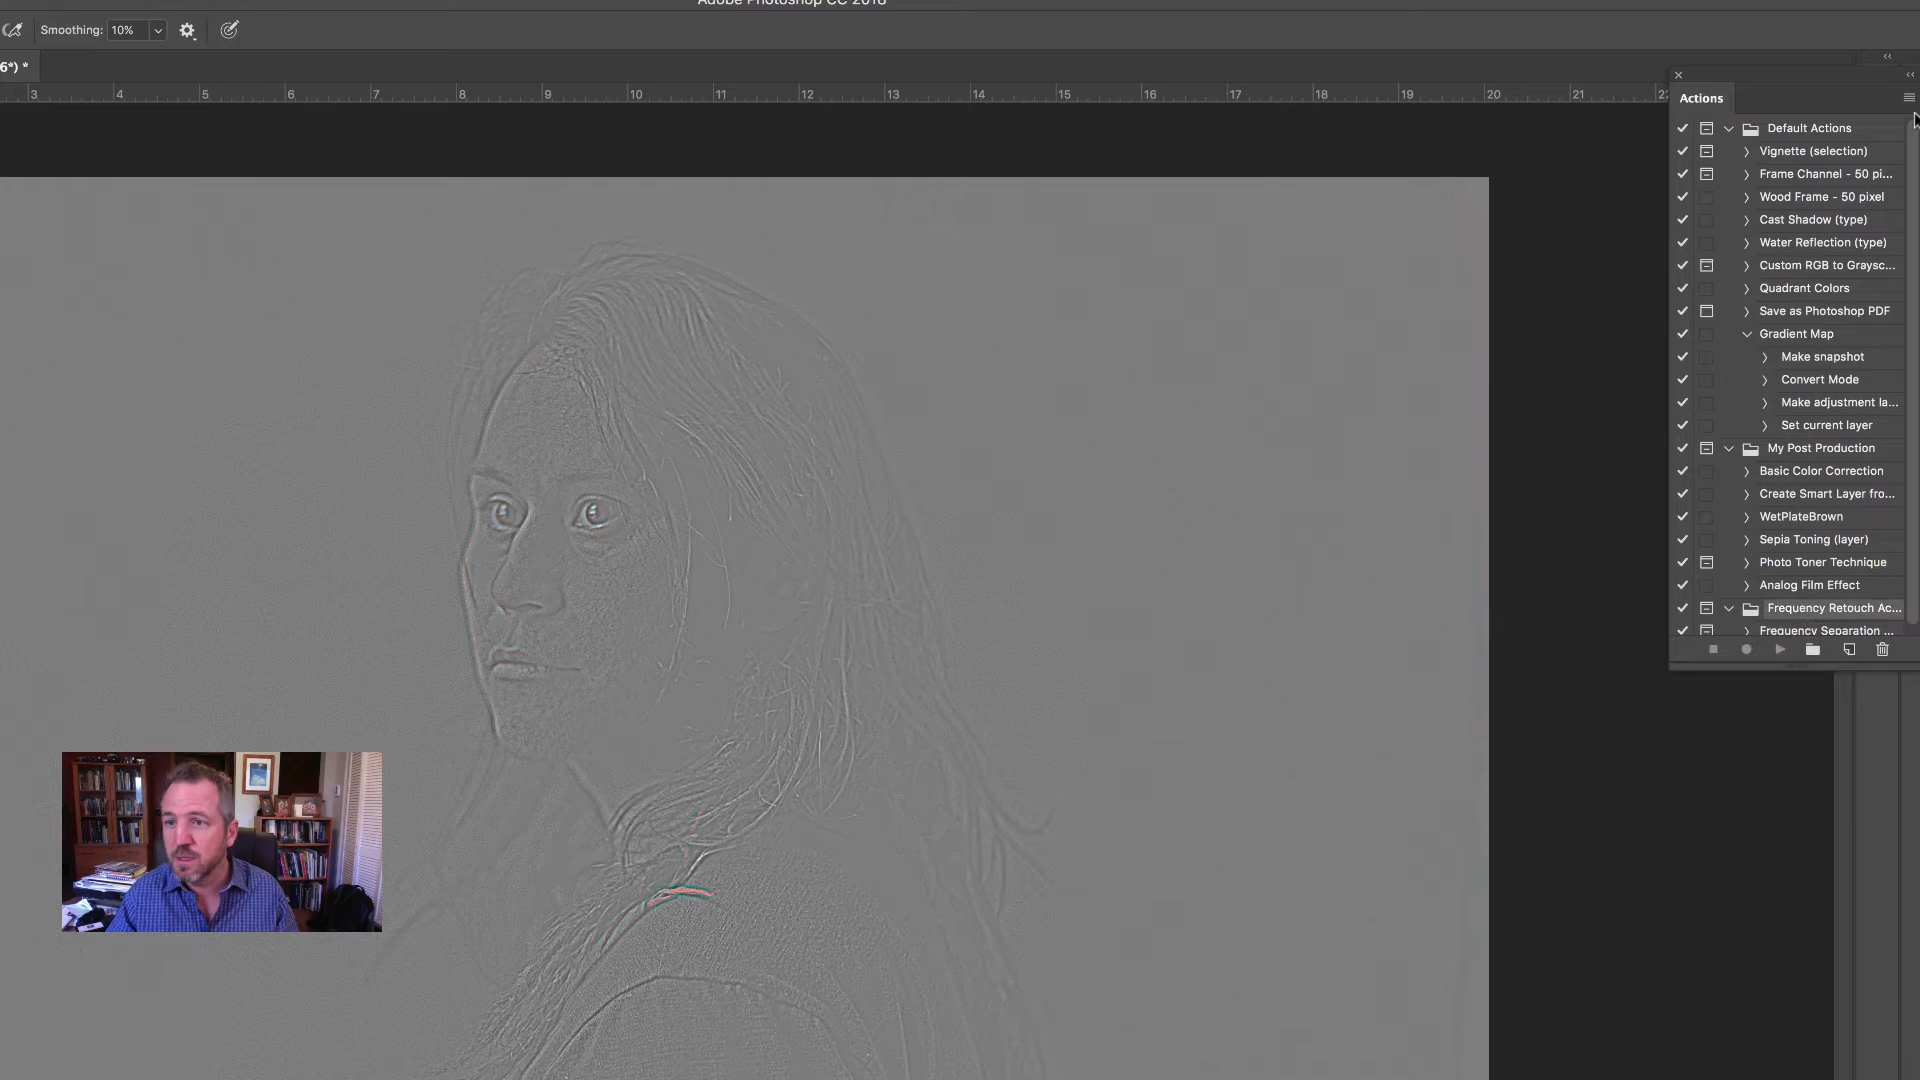 Adobe Photoshop CC 2018
Smoothing: 10%
6*) *
3 4 5 6 7 8 9 10 11 12 13 14 15 16 17 18 19 20 21 22
Actions
Default Actions
Vignette (selection)
Frame Channel - 50 pi...
Wood Frame - 50 pixel
Cast Shadow (type)
Water Reflection (type)
Custom RGB to Graysc...
Quadrant Colors
Save as Photoshop PDF
Gradient Map
Make snapshot
Convert Mode
Make adjustment la...
Set current layer
My Post Production
Basic Color Correction
Create Smart Layer fro...
WetPlateBrown
Sepia Toning (layer)
Photo Toner Technique
Analog Film Effect
Frequency Retouch Ac...
Frequency Separation ...